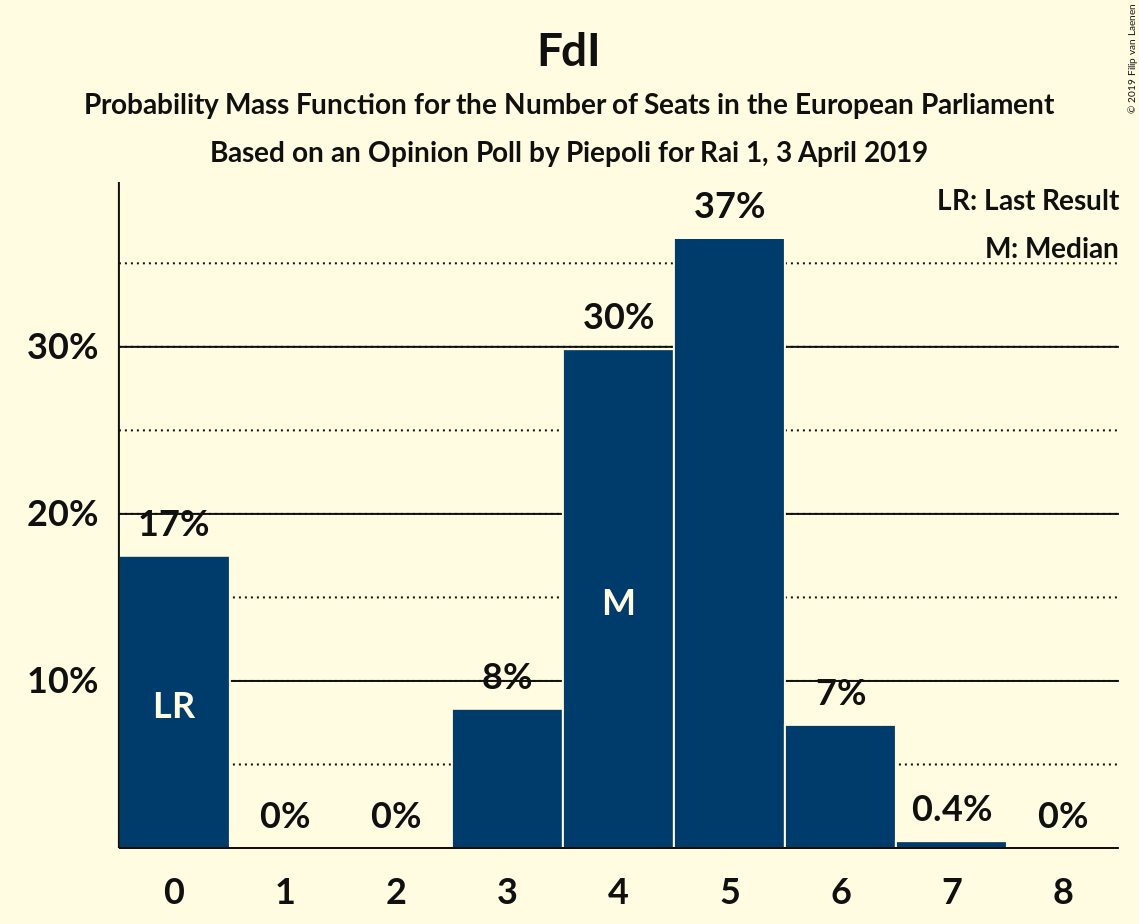 FdI
Probability Mass Function for the Number of Seats in the European Parliament
Based on an Opinion Poll by Piepoli for Rai 1, 3 April 2019
© 2019 Filip van Laenen
LR: Last Result
M: Median
37%
30%
30%
20%
17%
M
10%
8%
7%
LR
0%
0%
0.4%
0%
0 1 2 3 4 5 6 7 8